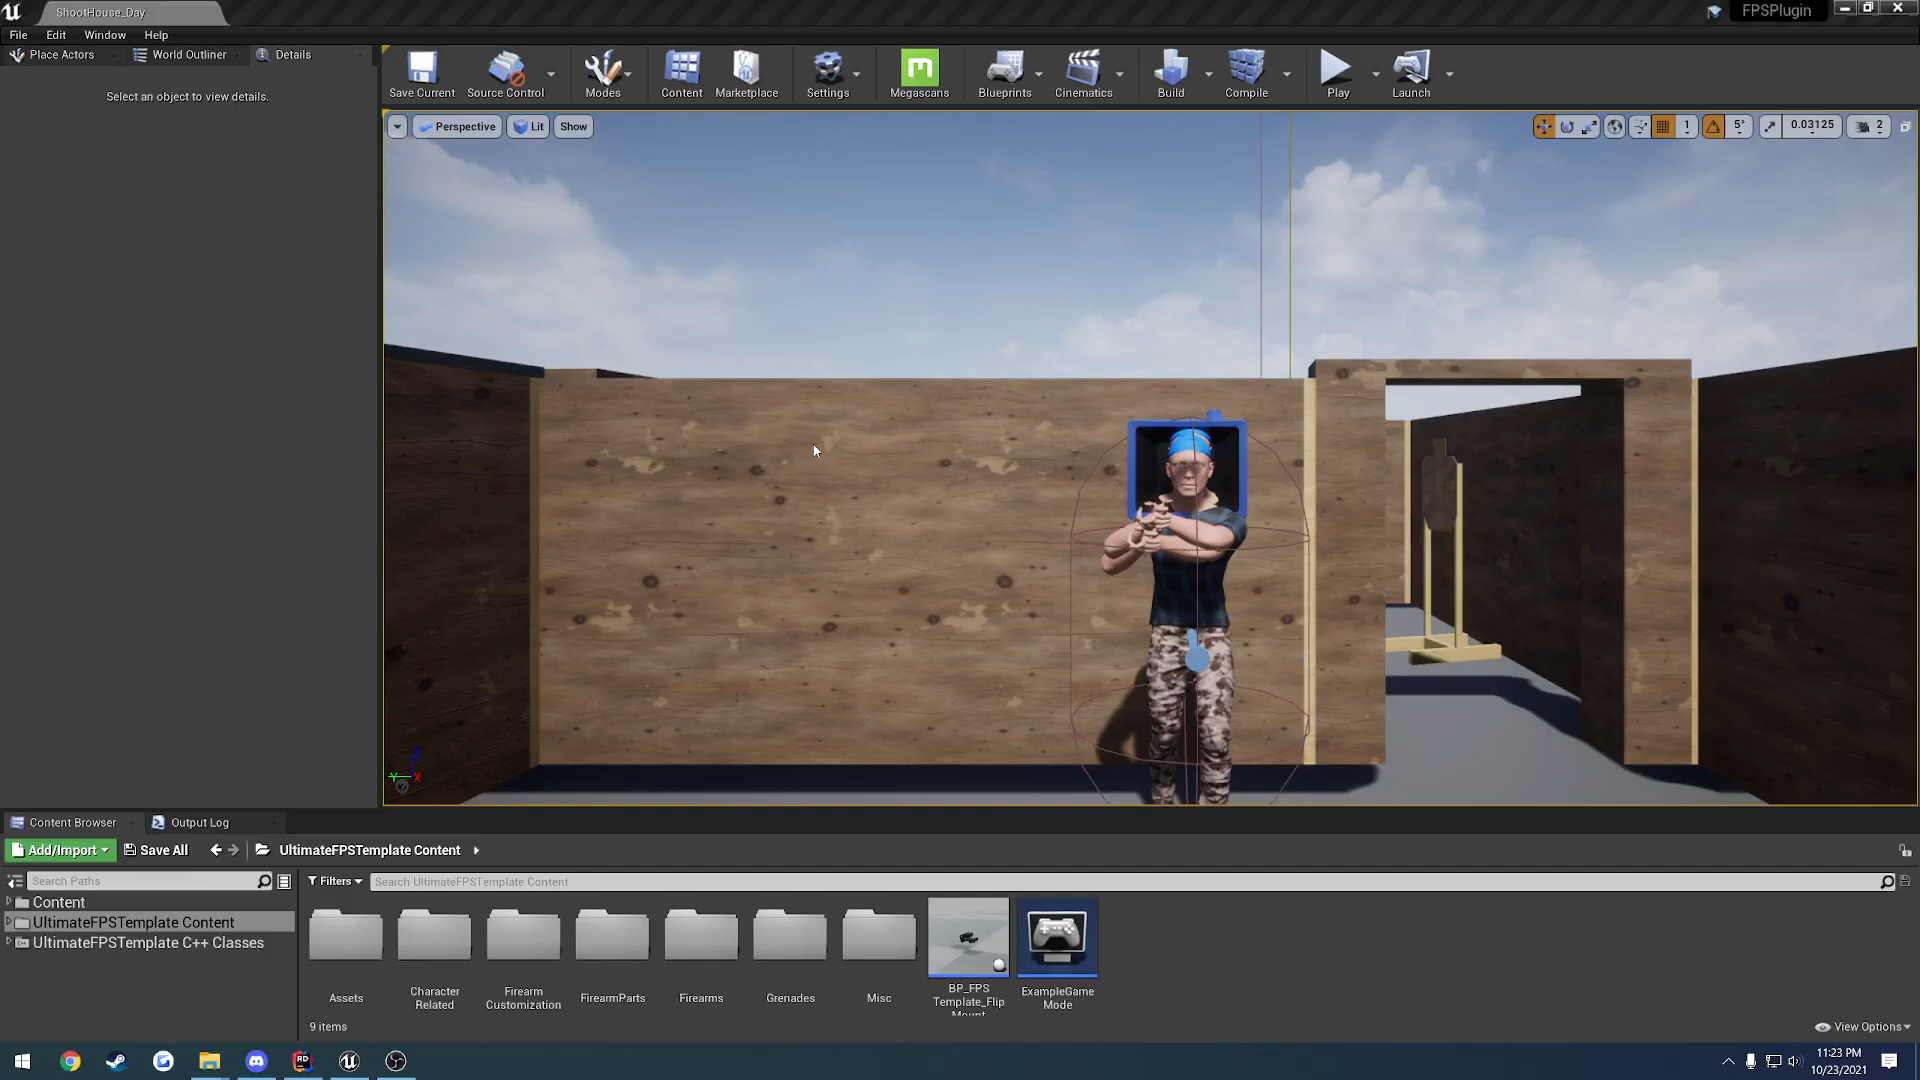 ShootHouse_Day
FPSPlugin
File Edit Window Help
Place Actors World Outliner Details
Select an object to view details.
Save Current Source Control Modes Content Marketplace Settings Megascans Blueprints Cinematics Build Compile Play Launch
Perspective Lit Show
1 5° 0.03125 2
Content Browser Output Log
Add/Import Save All UltimateFPSTemplate Content
Search Paths
Filters Search UltimateFPSTemplate Content
Content
UltimateFPSTemplate Content
UltimateFPSTemplate C++ Classes
Assets
Character
Related
Firearm
Customization
FirearmParts
Firearms
Grenades
Misc
BP_FPS
Template_Flip
Mount
ExampleGame
Mode
9 items
View Options
11:23 PM
10/23/2021